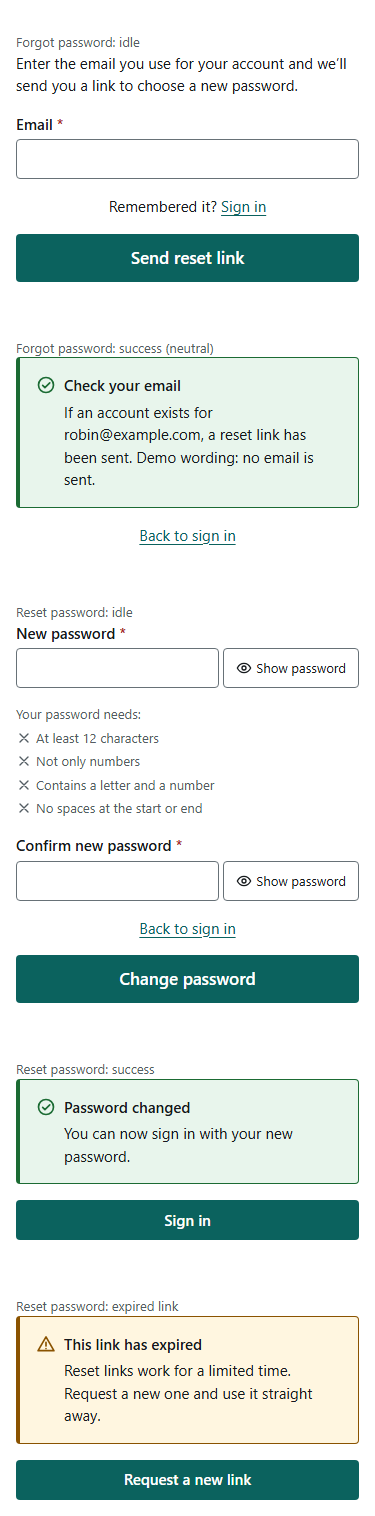 Forgot password: idle
Enter the email you use for your account and we’ll
send you a link to choose a new password.
Email *
Remembered it? Sign in
Send reset link
Forgot password: success (neutral)
Check your email
If an account exists for
robin@example.com, a reset link has
been sent. Demo wording: no email is
sent.
Back to sign in
Reset password: idle
New password *
Show password
Your password needs:
At least 12 characters
Not only numbers
Contains a letter and a number
No spaces at the start or end
Confirm new password *
Show password
Back to sign in
Change password
Reset password: success
Password changed
You can now sign in with your new
password.
Sign in
Reset password: expired link
This link has expired
Reset links work for a limited time.
Request a new one and use it straight
away.
Request a new link